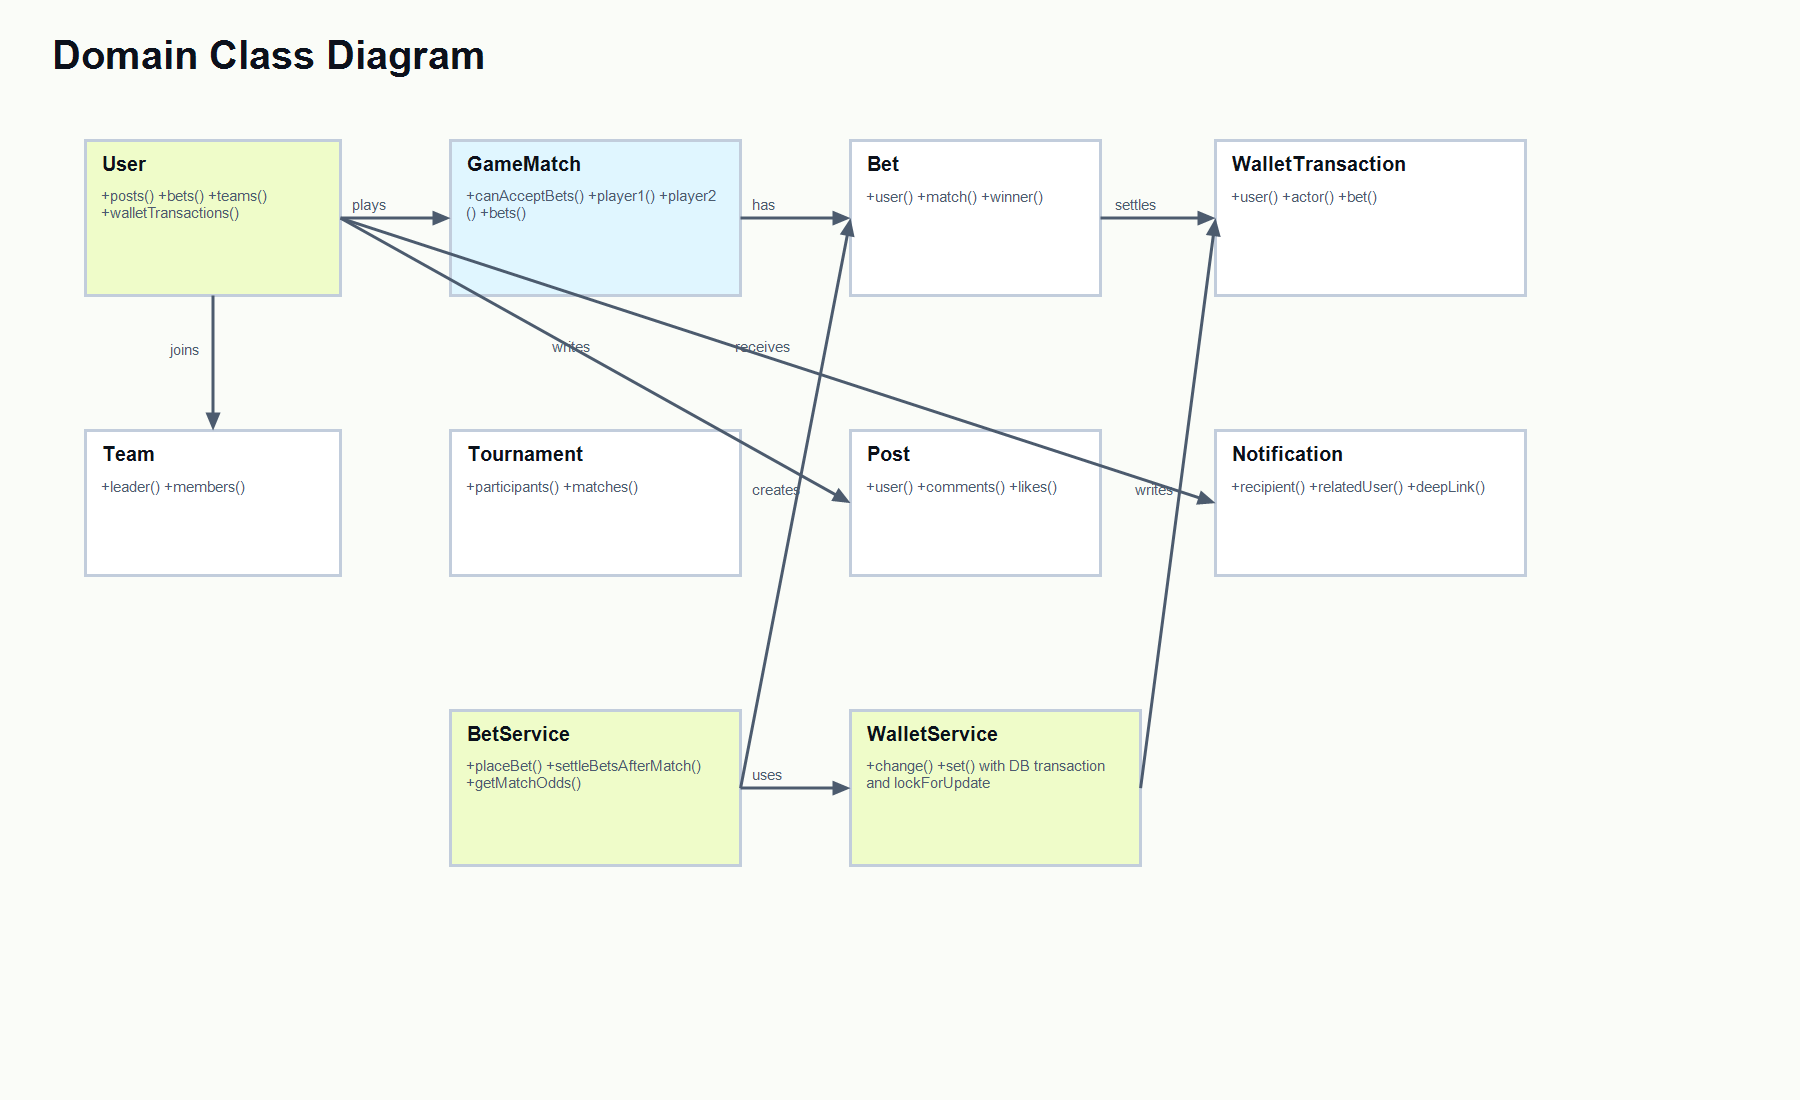 Domain Class Diagram
User
+posts() +bets() +teams()
+walletTransactions()
plays
GameMatch
+canAcceptBets() +player1() +player2
() +bets()
has
Bet
+user() +match() +winner()
settles
WalletTransaction
+user() +actor() +bet()
joins
writes
receives
Team
+leader() +members()
Tournament
+participants() +matches()
creates
Post
+user() +comments() +likes()
writes
Notification
+recipient() +relatedUser() +deepLink()
BetService
+placeBet() +settleBetsAfterMatch()
+getMatchOdds()
uses
WalletService
+change() +set() with DB transaction
and lockForUpdate